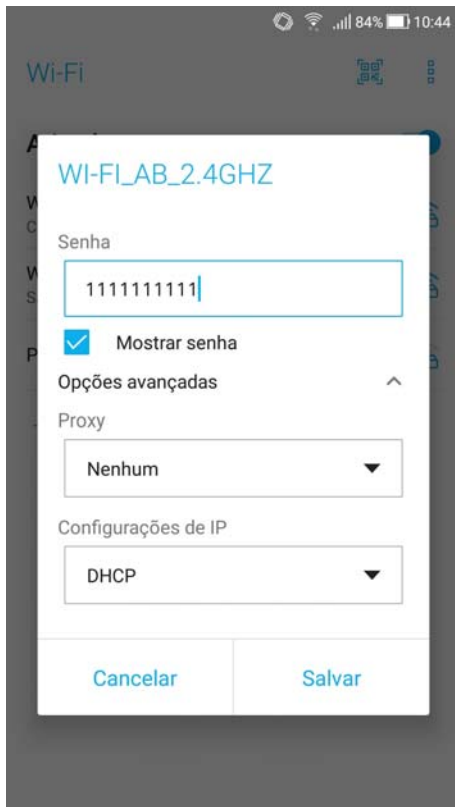 84% 10:44
Wi-Fi
WI-FI_AB_2.4GHZ
Senha
1111111111
Mostrar senha
Opções avançadas
Proxy
Nenhum
Configurações de IP
DHCP
Cancelar Salvar